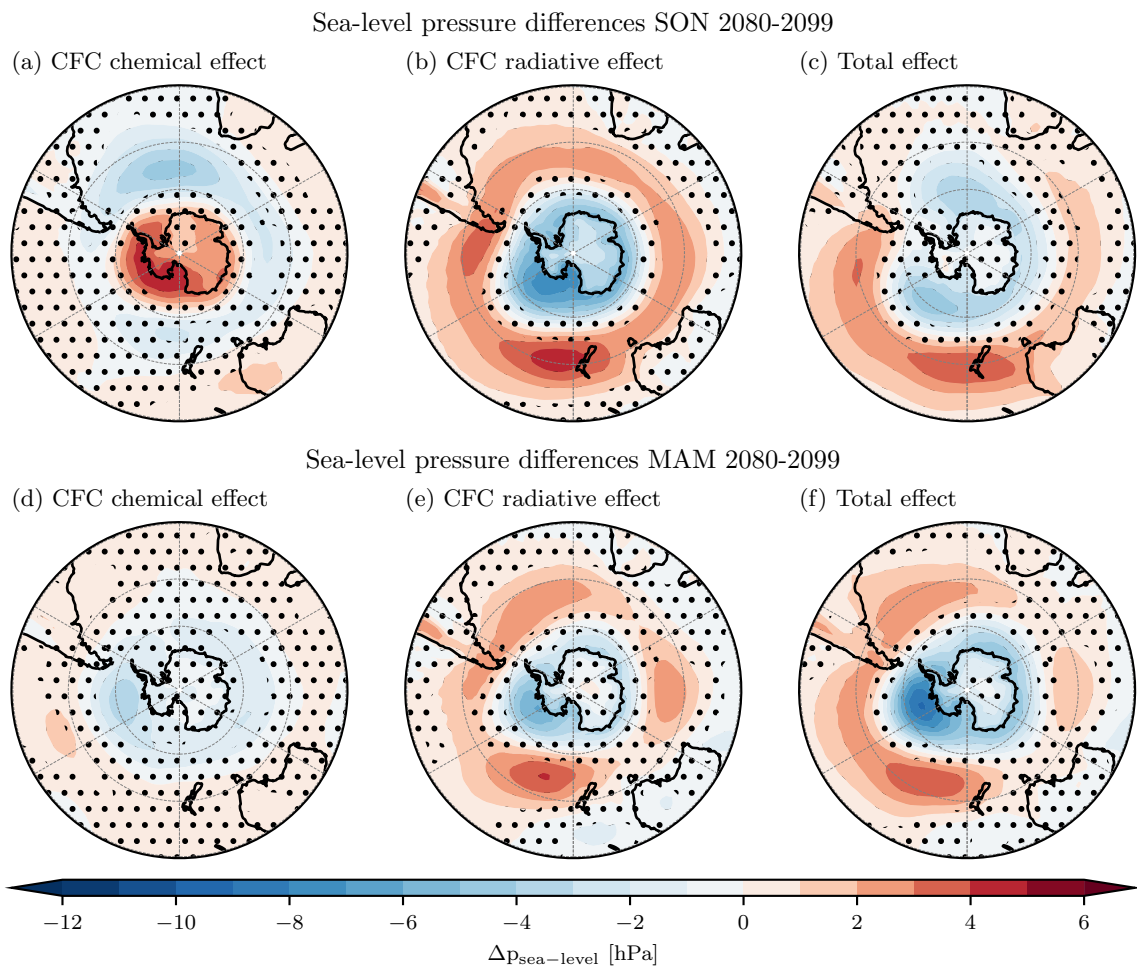 Sea-level pressure differences SON 2080-2099
(a) CFC chemical effect
(b) CFC radiative effect
(c) Total effect
Sea-level pressure differences MAM 2080-2099
(d) CFC chemical effect
(e) CFC radiative effect
(f) Total effect
−12 −10 −8 −6 −4 −2 0 2 4 6
Δp_sea−level [hPa]